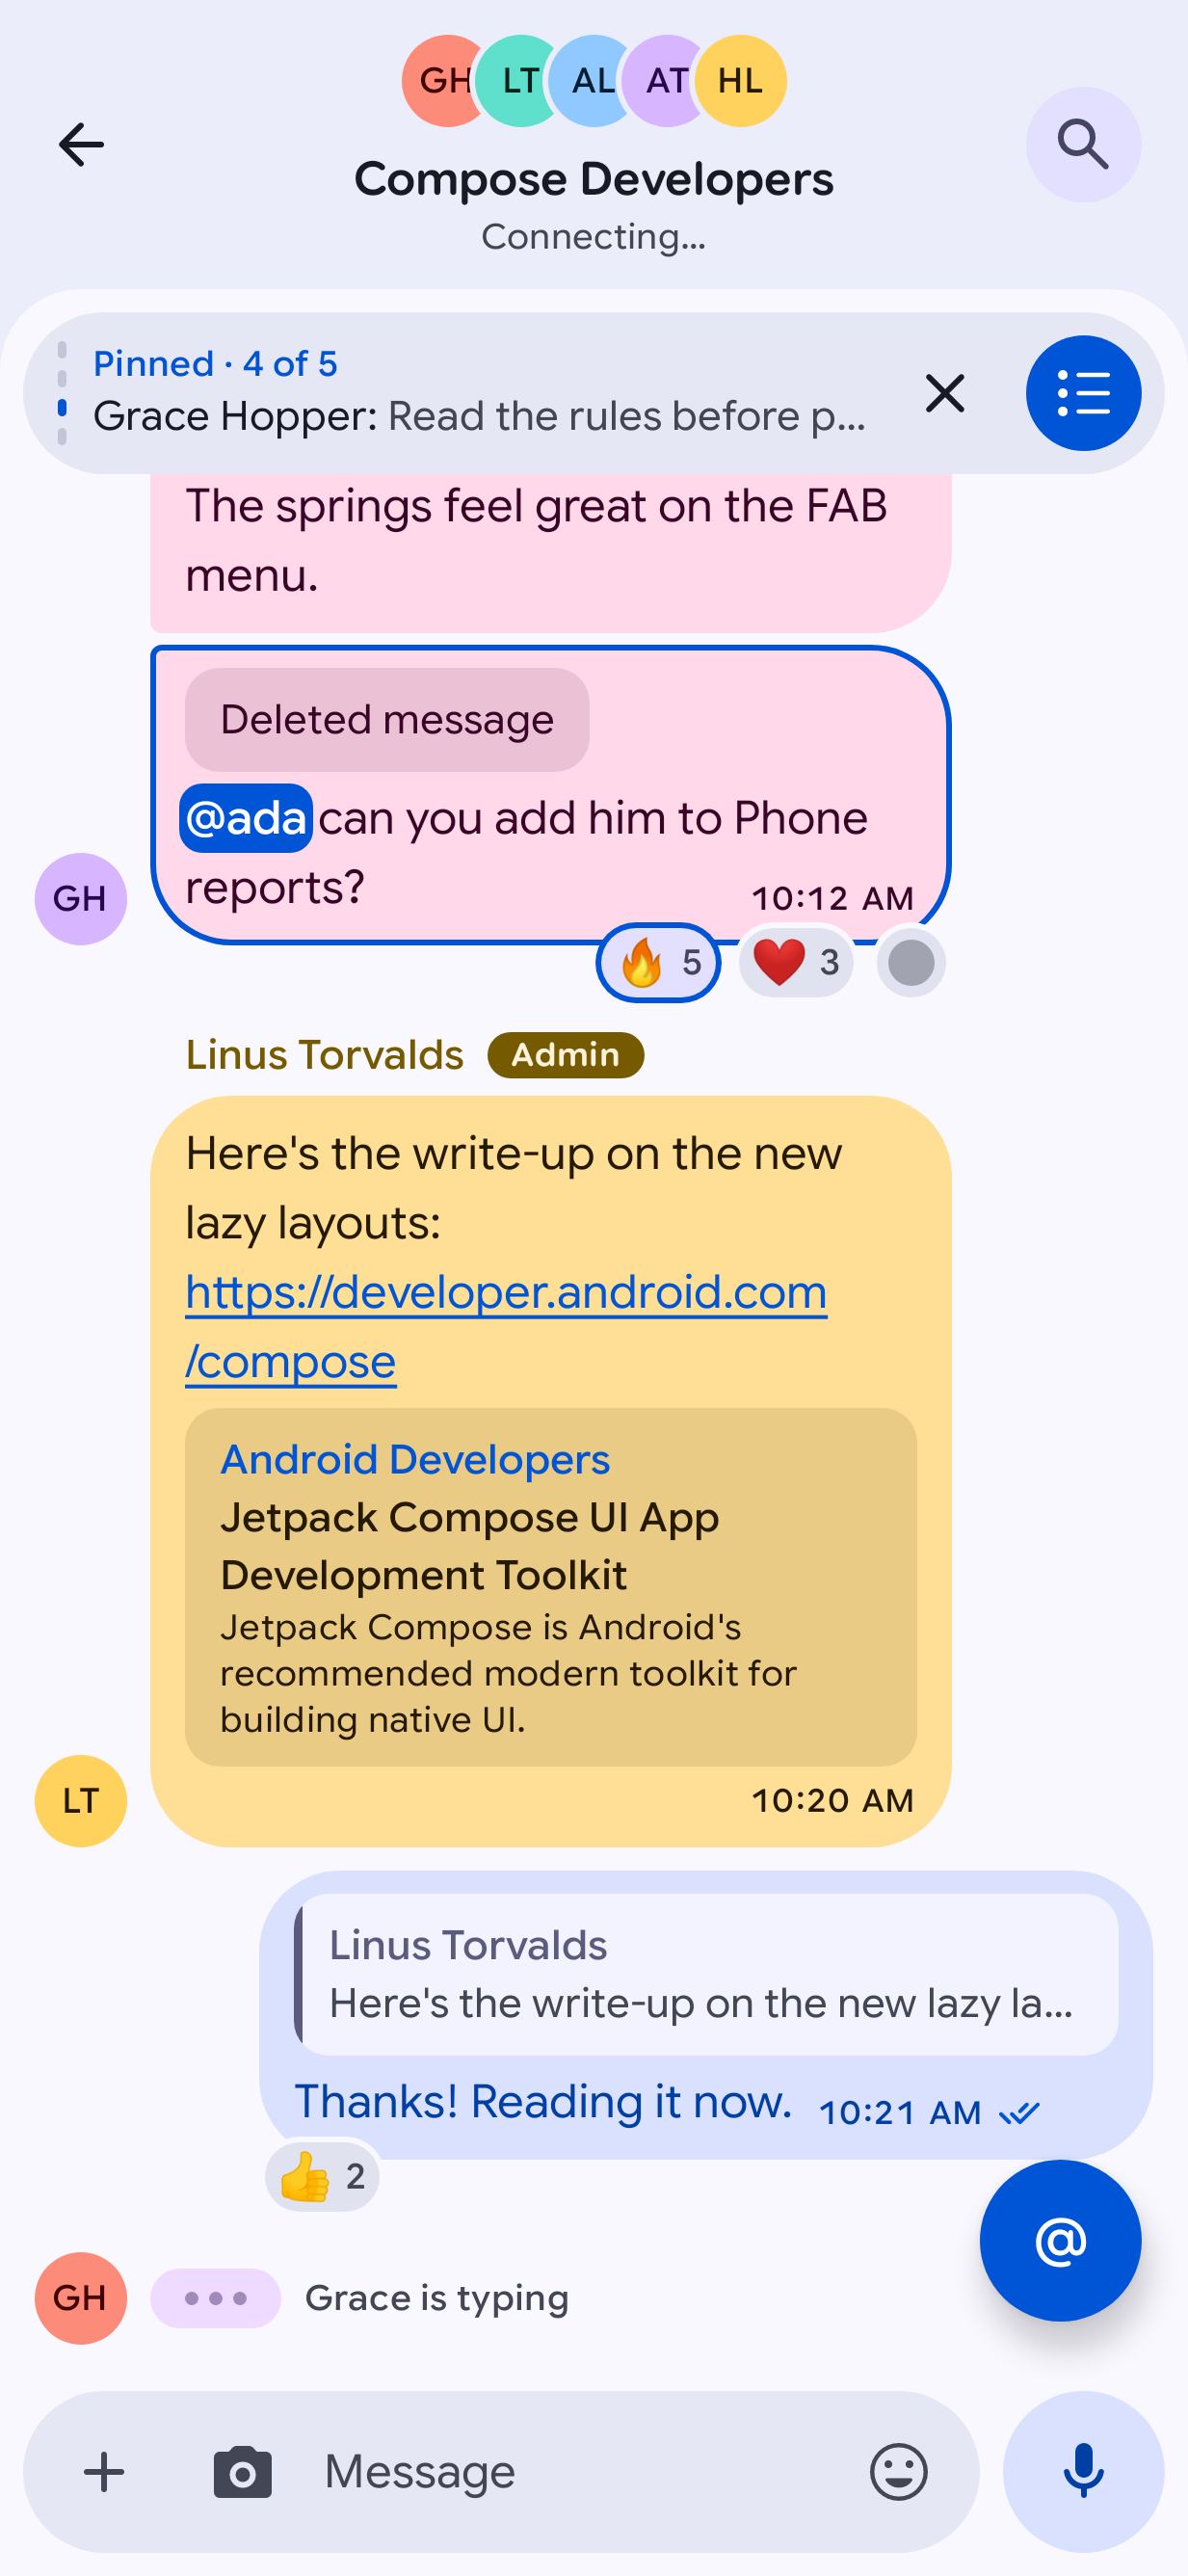 GH LT AL AT HL
Compose Developers
Connecting...
Pinned · 4 of 5
Grace Hopper: Read the rules before p...
The springs feel great on the FAB
menu.
Deleted message
@ada can you add him to Phone
reports?
10:12 AM
GH
5
3
Linus Torvalds
Admin
Here's the write-up on the new
lazy layouts:
https://developer.android.com
/compose
Android Developers
Jetpack Compose UI App
Development Toolkit
Jetpack Compose is Android's
recommended modern toolkit for
building native UI.
LT
10:20 AM
Linus Torvalds
Here's the write-up on the new lazy la...
Thanks! Reading it now.
10:21 AM
2
@
GH
Grace is typing
Message